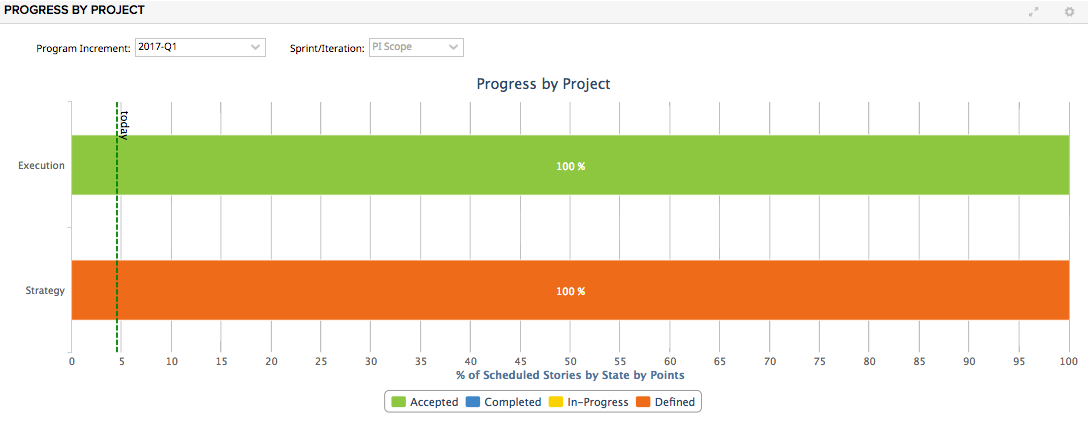 PROGRESS BY PROJECT
Program Increment: 2017-Q1 Sprint/Iteration: PI Scope
Progress by Project
today
Execution 100 %
Strategy 100 %
0 5 10 15 20 25 30 35 40 45 50 55 60 65 70 75 80 85 90 95 100
% of Scheduled Stories by State by Points
Accepted Completed In-Progress Defined